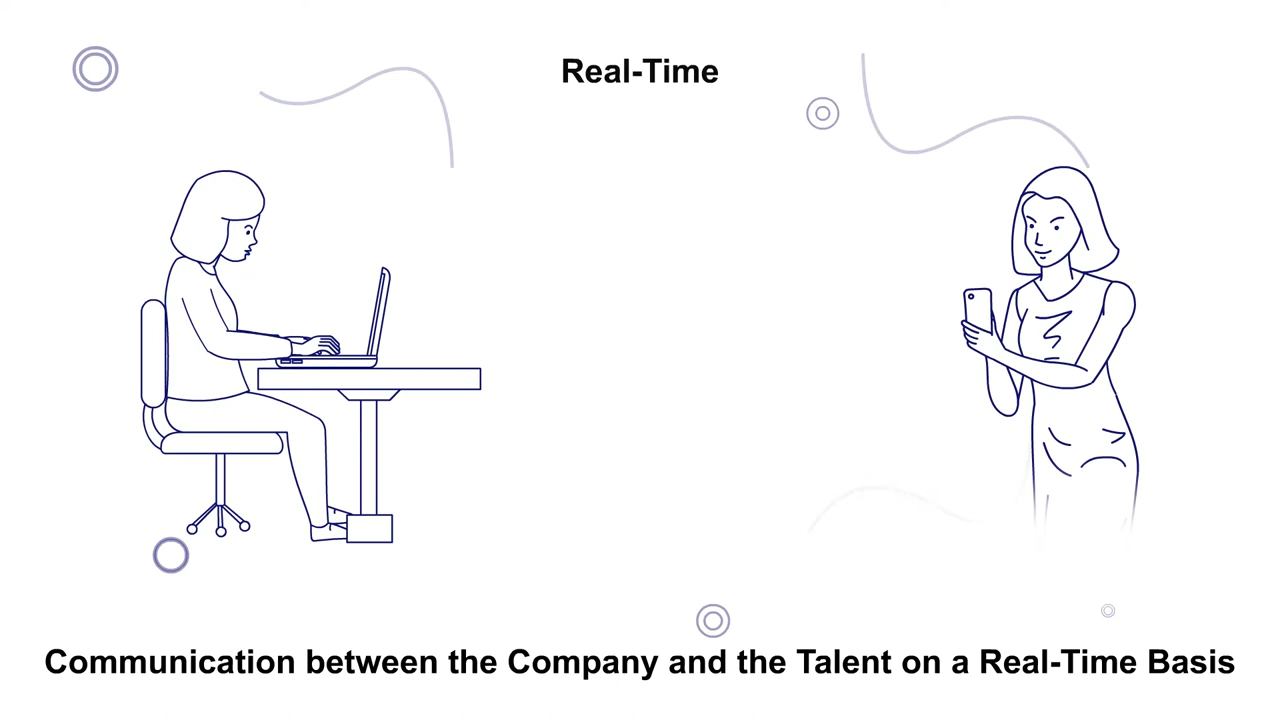 Real-Time
Communication between the Company and the Talent on a Real-Time Basis